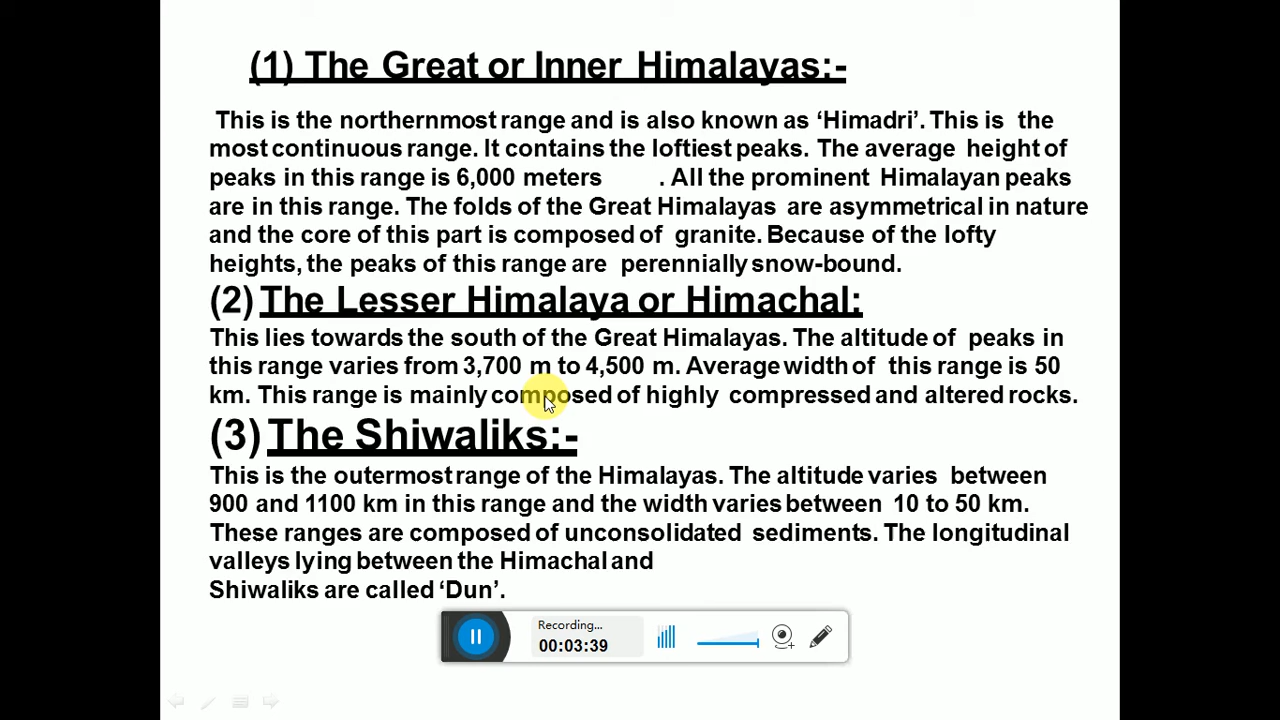 (1) The Great or Inner Himalayas:-
This is the northernmost range and is also known as ‘Himadri’. This is the
most continuous range. It contains the loftiest peaks. The average height of
peaks in this range is 6,000 meters . All the prominent Himalayan peaks
are in this range. The folds of the Great Himalayas are asymmetrical in nature
and the core of this part is composed of granite. Because of the lofty
heights, the peaks of this range are perennially snow-bound.
(2) The Lesser Himalaya or Himachal:
This lies towards the south of the Great Himalayas. The altitude of peaks in
this range varies from 3,700 m to 4,500 m. Average width of this range is 50
km. This range is mainly composed of highly compressed and altered rocks.
(3) The Shiwaliks:-
This is the outermost range of the Himalayas. The altitude varies between
900 and 1100 km in this range and the width varies between 10 to 50 km.
These ranges are composed of unconsolidated sediments. The longitudinal
valleys lying between the Himachal and
Shiwaliks are called ‘Dun’.
Recording...
00:03:39